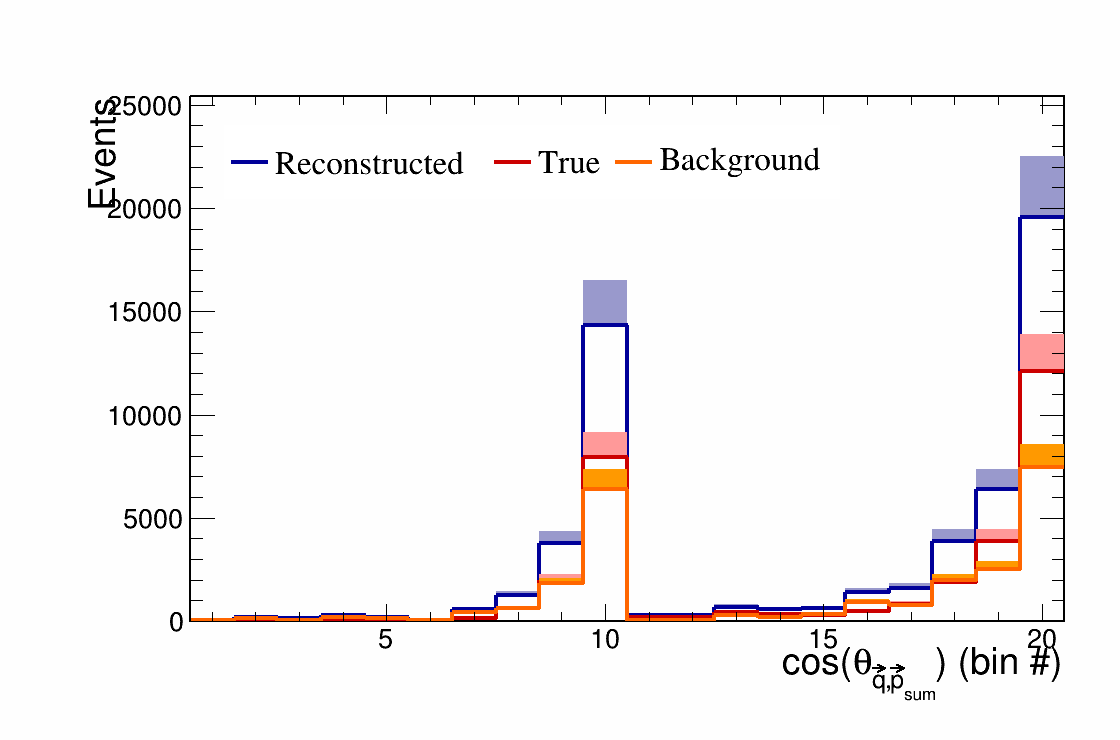 25000
Events
Reconstructed True Background
20000
15000
10000
5000
0
5 10 15 20
cos(θ q,p sum) (bin #)